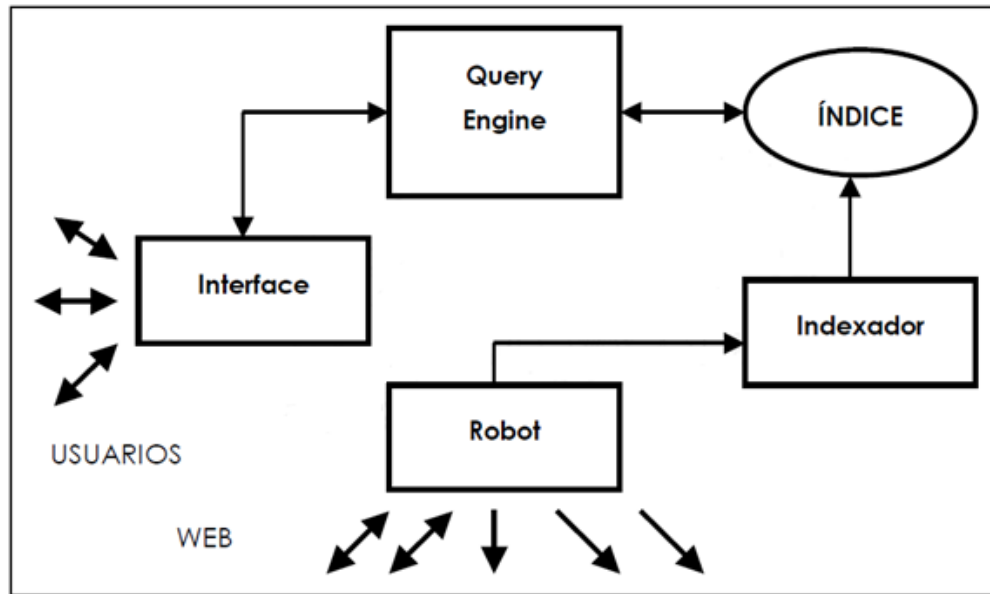 Query
Engine
ÍNDICE
Interface
Indexador
Robot
USUARIOS
WEB